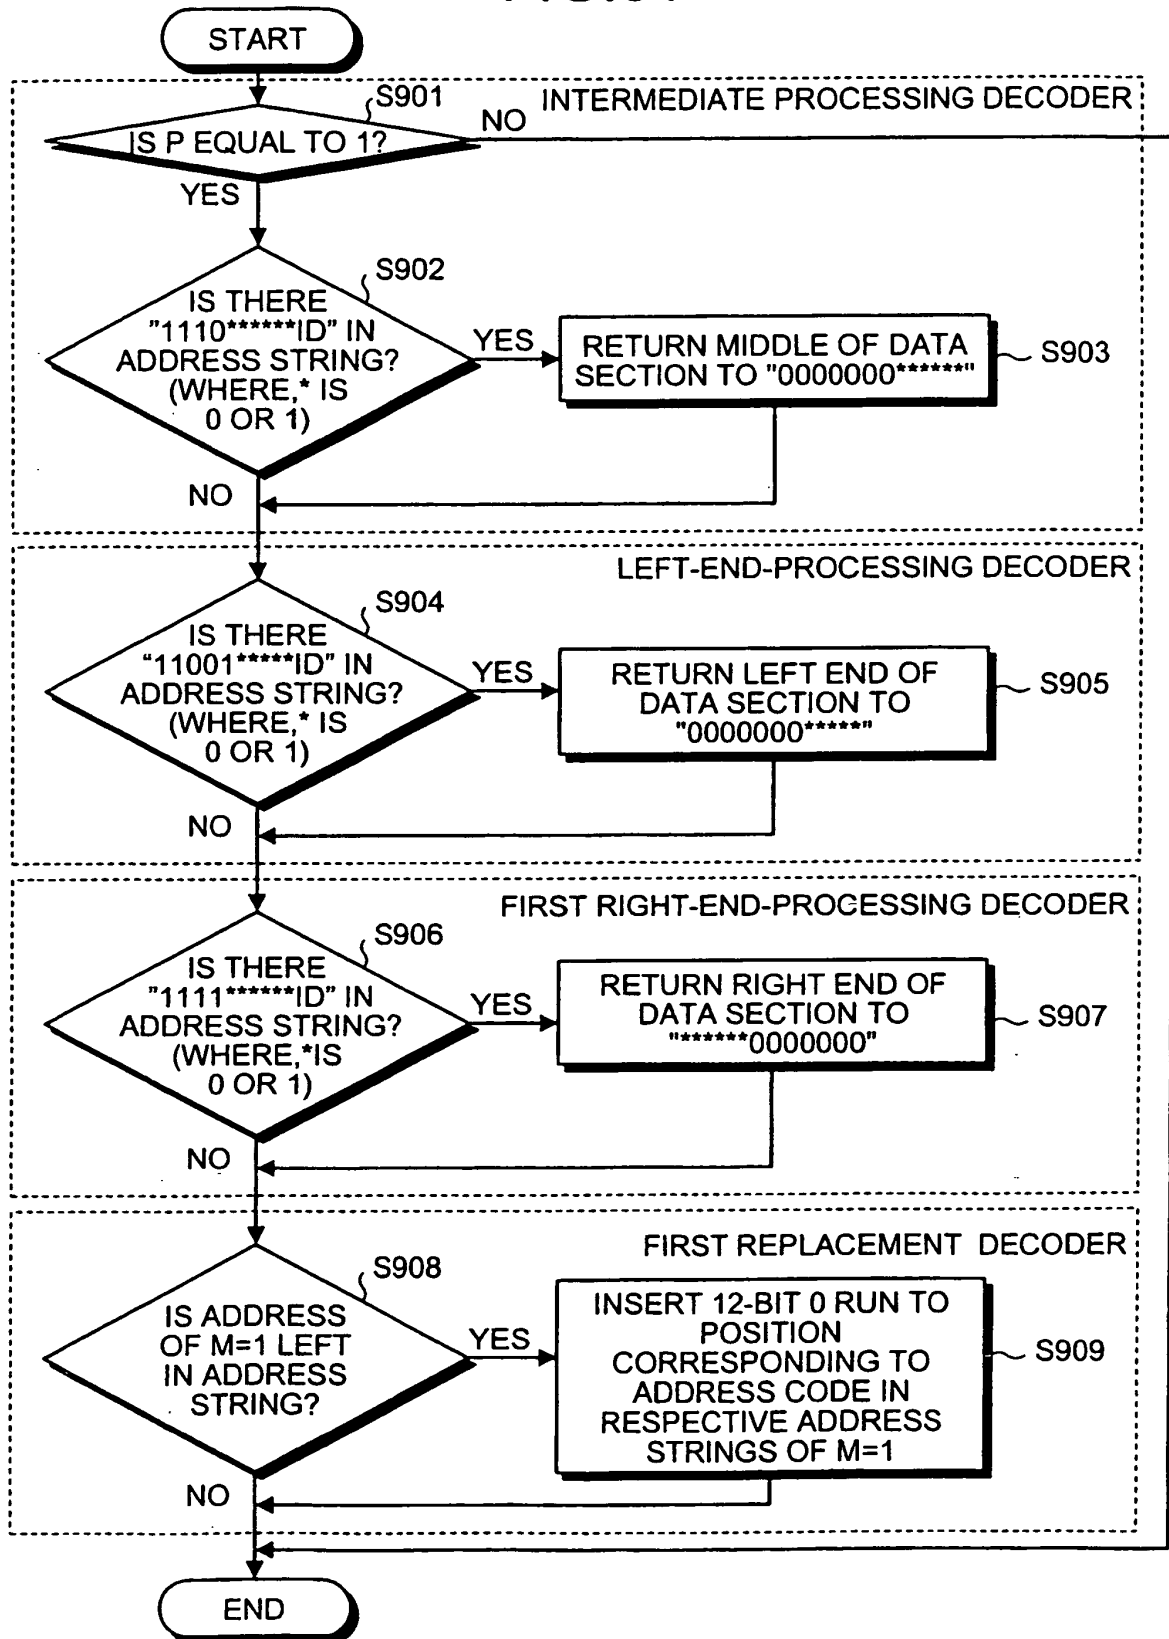 START
S901
INTERMEDIATE PROCESSING DECODER
IS P EQUAL TO 1?
NO
YES
S902
IS THERE
"1110******ID" IN
ADDRESS STRING?
(WHERE,* IS
0 OR 1)
YES
RETURN MIDDLE OF DATA
SECTION TO "0000000******"
S903
NO
LEFT-END-PROCESSING DECODER
S904
IS THERE
"11001*****ID" IN
ADDRESS STRING?
(WHERE,* IS
0 OR 1)
YES
RETURN LEFT END OF
DATA SECTION TO
"0000000*****"
S905
NO
FIRST RIGHT-END-PROCESSING DECODER
S906
IS THERE
"1111******ID" IN
ADDRESS STRING?
(WHERE,*IS
0 OR 1)
YES
RETURN RIGHT END OF
DATA SECTION TO
"******0000000"
S907
NO
FIRST REPLACEMENT DECODER
S908
IS ADDRESS
OF M=1 LEFT
IN ADDRESS
STRING?
YES
INSERT 12-BIT 0 RUN TO
POSITION
CORRESPONDING TO
ADDRESS CODE IN
RESPECTIVE ADDRESS
STRINGS OF M=1
S909
NO
END